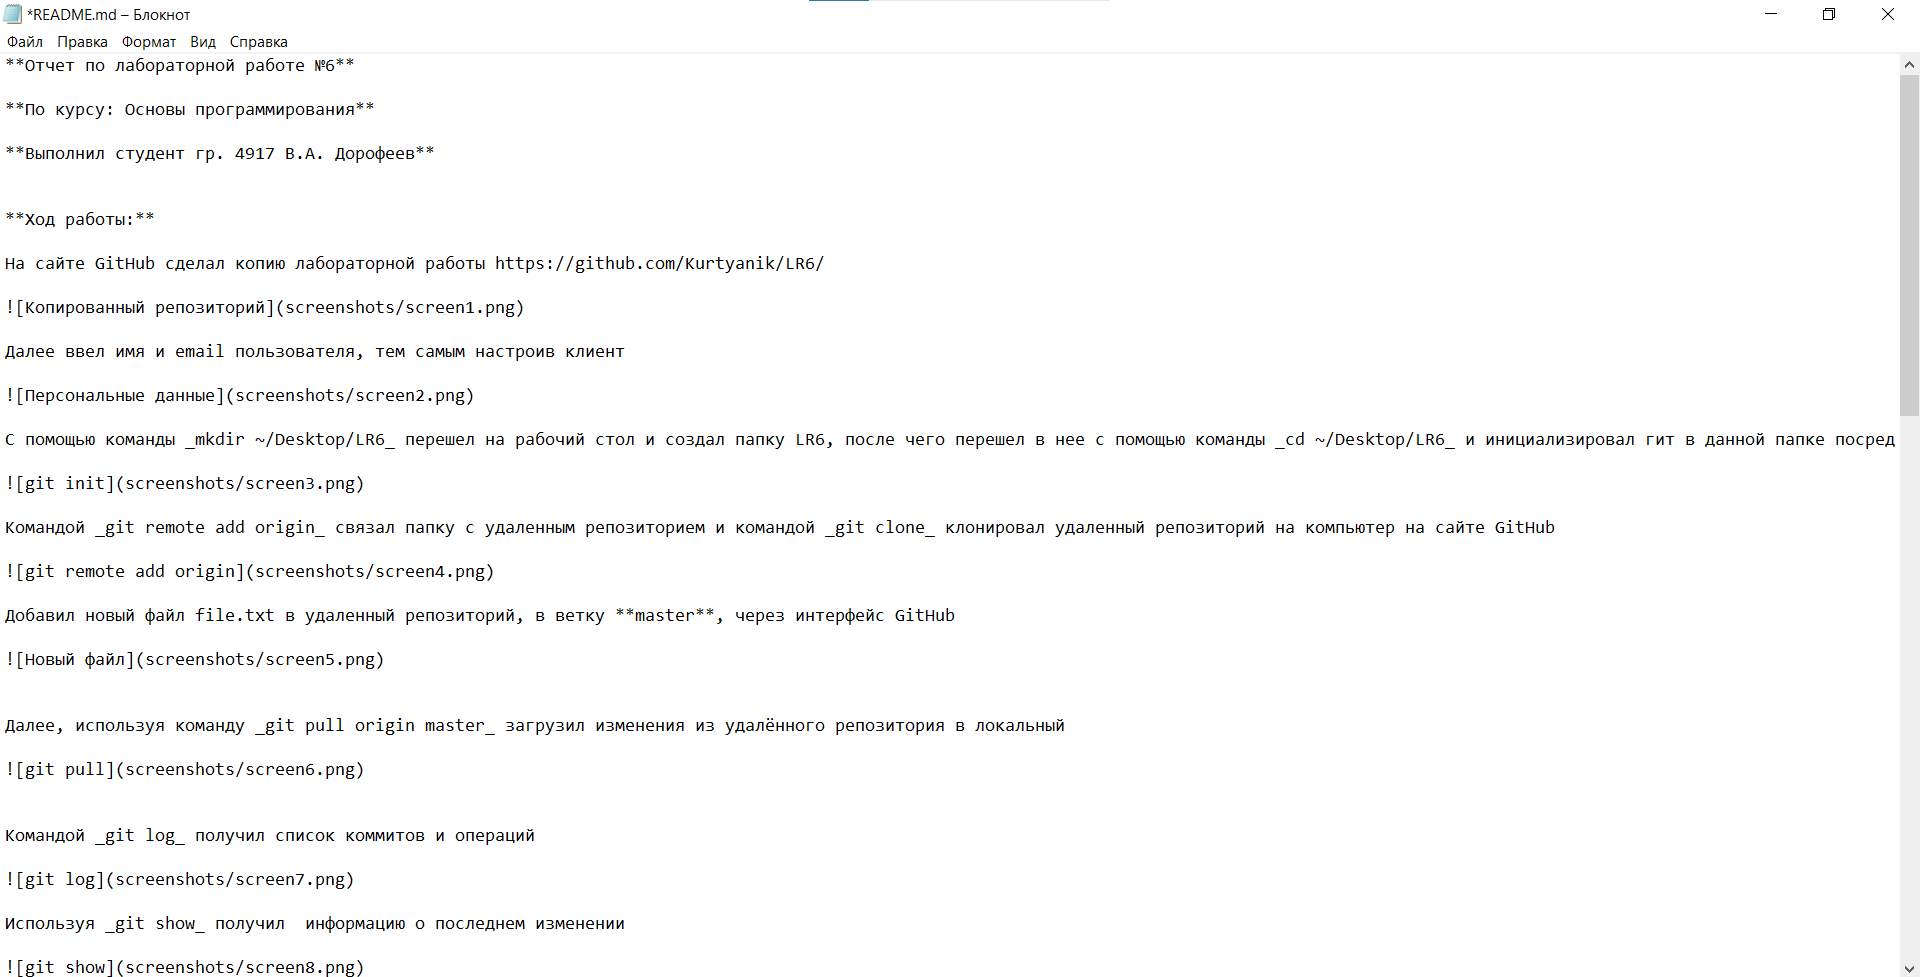 *README.md – Блокнот
Файл Правка Формат Вид Справка
**Отчет по лабораторной работе №6**
**По курсу: Основы программирования**
**Выполнил студент гр. 4917 В.А. Дорофеев**
**Ход работы:**
На сайте GitHub сделал копию лабораторной работы https://github.com/Kurtyanik/LR6/
![Копированный репозиторий](screenshots/screen1.png)
Далее ввел имя и email пользователя, тем самым настроив клиент
![Персональные данные](screenshots/screen2.png)
С помощью команды _mkdir ~/Desktop/LR6_ перешел на рабочий стол и создал папку LR6, после чего перешел в нее с помощью команды _cd ~/Desktop/LR6_ и инициализировал гит в данной папке посред
![git init](screenshots/screen3.png)
Командой _git remote add origin_ связал папку с удаленным репозиторием и командой _git clone_ клонировал удаленный репозиторий на компьютер на сайте GitHub
![git remote add origin](screenshots/screen4.png)
Добавил новый файл file.txt в удаленный репозиторий, в ветку **master**, через интерфейс GitHub
![Новый файл](screenshots/screen5.png)
Далее, используя команду _git pull origin master_ загрузил изменения из удалённого репозитория в локальный
![git pull](screenshots/screen6.png)
Командой _git log_ получил список коммитов и операций
![git log](screenshots/screen7.png)
Используя _git show_ получил  информацию о последнем изменении
![git show](screenshots/screen8.png)